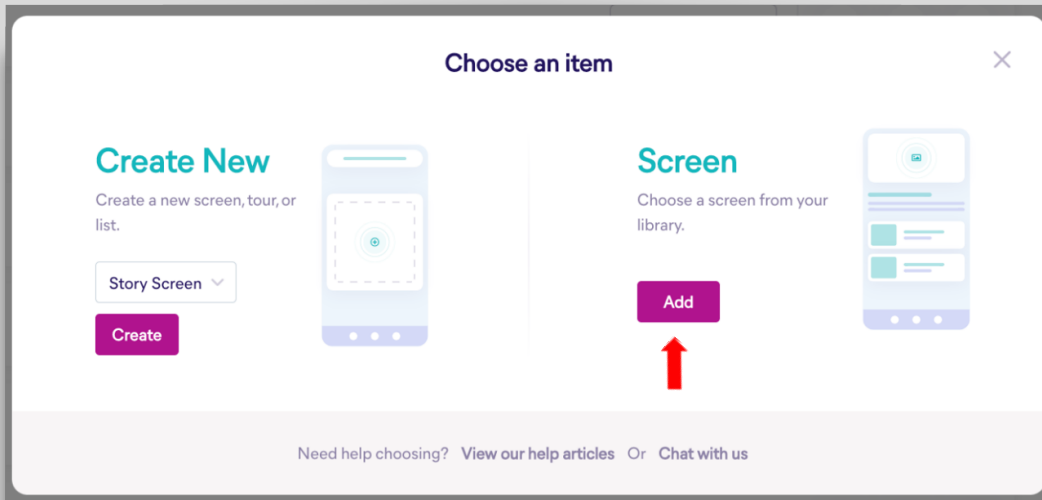 Choose an item
Create New
Create a new screen, tour, or
list.
Story Screen
Create
Screen
Choose a screen from your
library.
Add
Need help choosing? View our help articles Or Chat with us